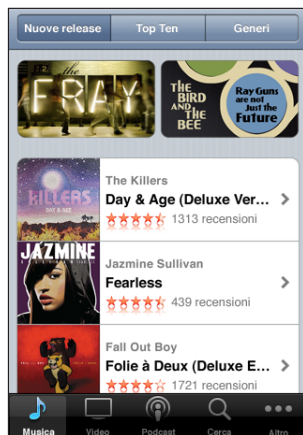 Nuove release Top Ten Generi
the
FRAY
THE BIRD AND THE BEE
Ray Guns are not Just the Future
KILLERS
DAY & AGE
The Killers
Day & Age (Deluxe Ver...
1313 recensioni
JAZMINE
Jazmine Sullivan
Fearless
439 recensioni
Fall Out Boy
Folie à Deux (Deluxe E...
1721 recensioni
Musica Video Podcast Cerca Altro